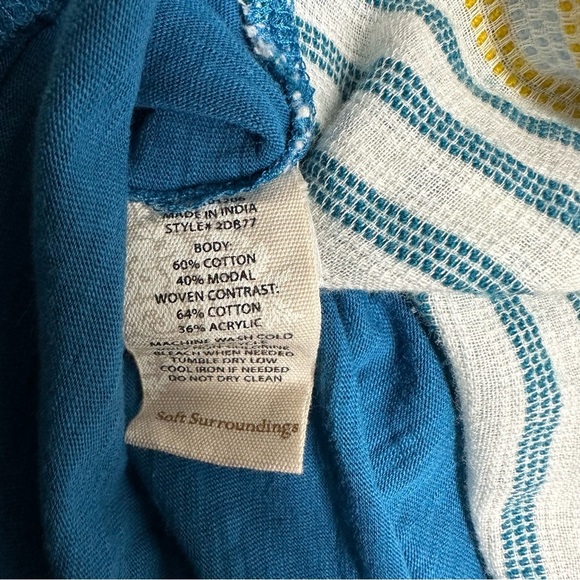 MADE IN INDIA
STYLE# 2DB77
BODY:
60% COTTON
40% MODAL
WOVEN CONTRAST:
64% COTTON
36% ACRYLIC
MACHINE WASH COLD
BLEACH WHEN NEEDED
TUMBLE DRY LOW
COOL IRON IF NEEDED
DO NOT DRY CLEAN
Soft Surroundings